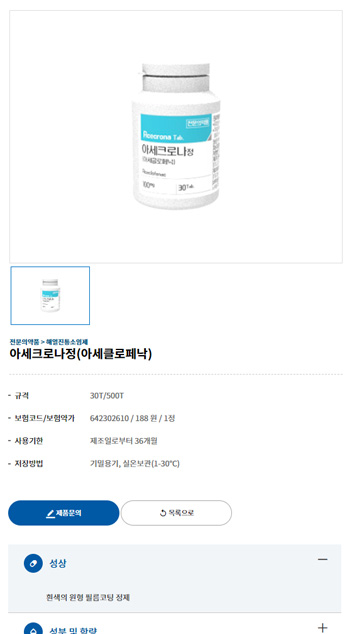 전문의약품
Acecrona Tab.
아세크로나정
(아세클로페낙)
Aceclofenac
100mg 30Tab.
전문의약품 > 해열진통소염제
아세크로나정(아세클로페낙)
- 규격 30T/500T
- 보험코드/보험약가 642302610 / 188 원 / 1정
- 사용기한 제조일로부터 36개월
- 저장방법 기밀용기, 실온보관(1-30℃)
제품문의 목록으로
성상
흰색의 원형 필름코팅 정제
성분 및 함량